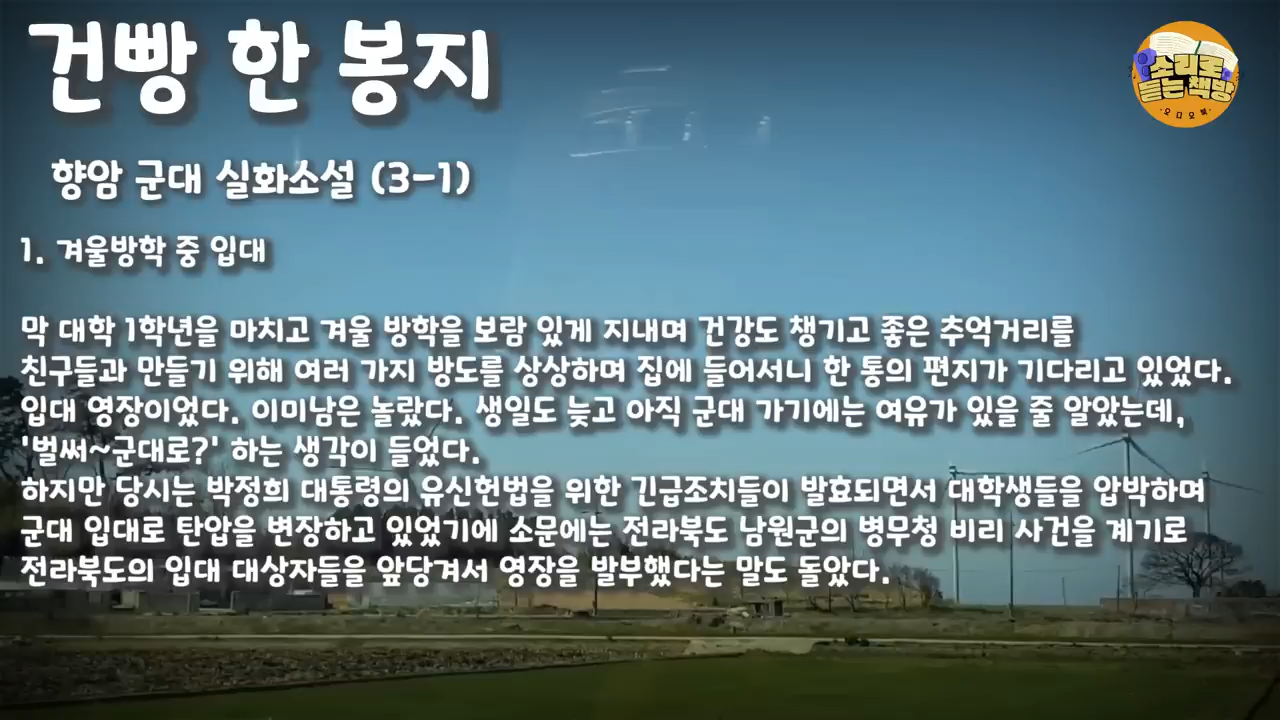 건빵 한 봉지
소리로
듣는 책방
·오디오북·
향암 군대 실화소설 (3-1)
1. 겨울방학 중 입대
막 대학 1학년을 마치고 겨울 방학을 보람 있게 지내며 건강도 챙기고 좋은 추억거리를
친구들과 만들기 위해 여러 가지 방도를 상상하며 집에 들어서니 한 통의 편지가 기다리고 있었다.
입대 영장이었다. 이미남은 놀랐다. 생일도 늦고 아직 군대 가기에는 여유가 있을 줄 알았는데,
'벌써~군대로?' 하는 생각이 들었다.
하지만 당시는 박정희 대통령의 유신헌법을 위한 긴급조치들이 발효되면서 대학생들을 압박하며
군대 입대로 탄압을 변장하고 있었기에 소문에는 전라북도 남원군의 병무청 비리 사건을 계기로
전라북도의 입대 대상자들을 앞당겨서 영장을 발부했다는 말도 돌았다.